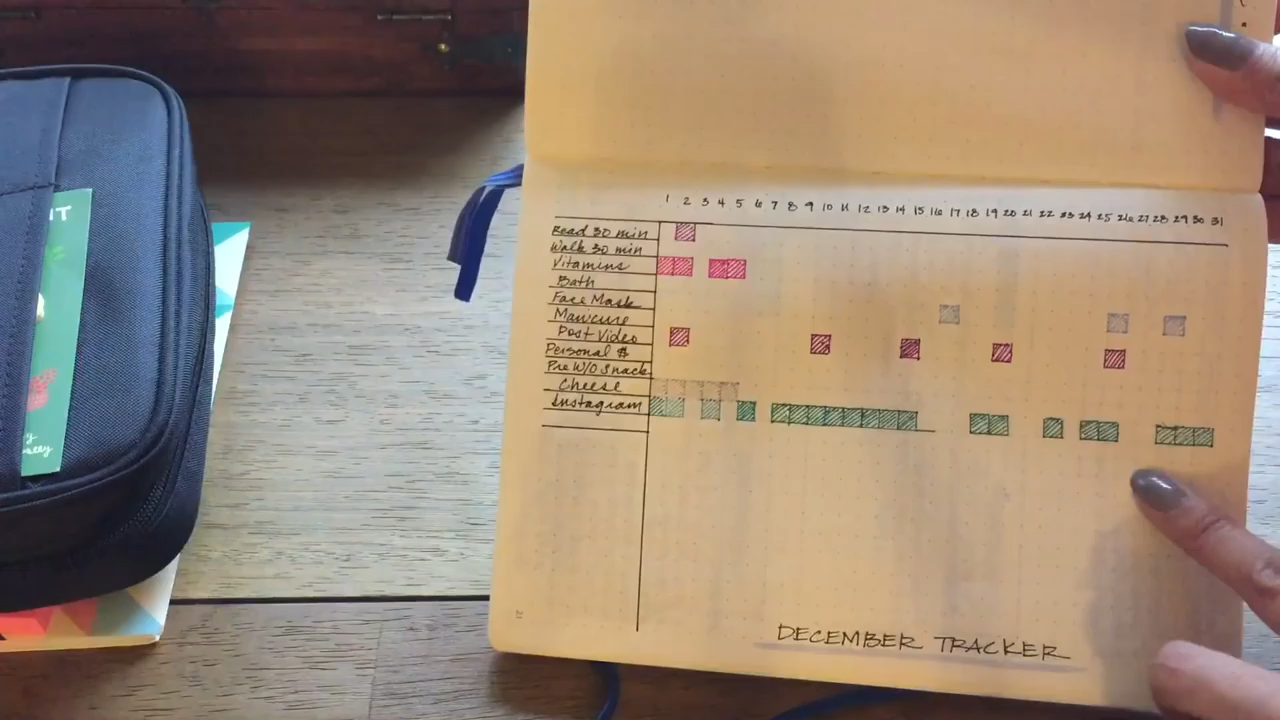 1 2 3 4 5 6 7 8 9 10 11 12 13 14 15 16 17 18 19 20 21 22 23 24 25 26 27 28 29 30 31
Read 30 min
Walk 30 min
Vitamins
Bath
Face Mask
Manicure
Post Video
Personal $
Pre W/O Snack
Cheese
Instagram
DECEMBER TRACKER